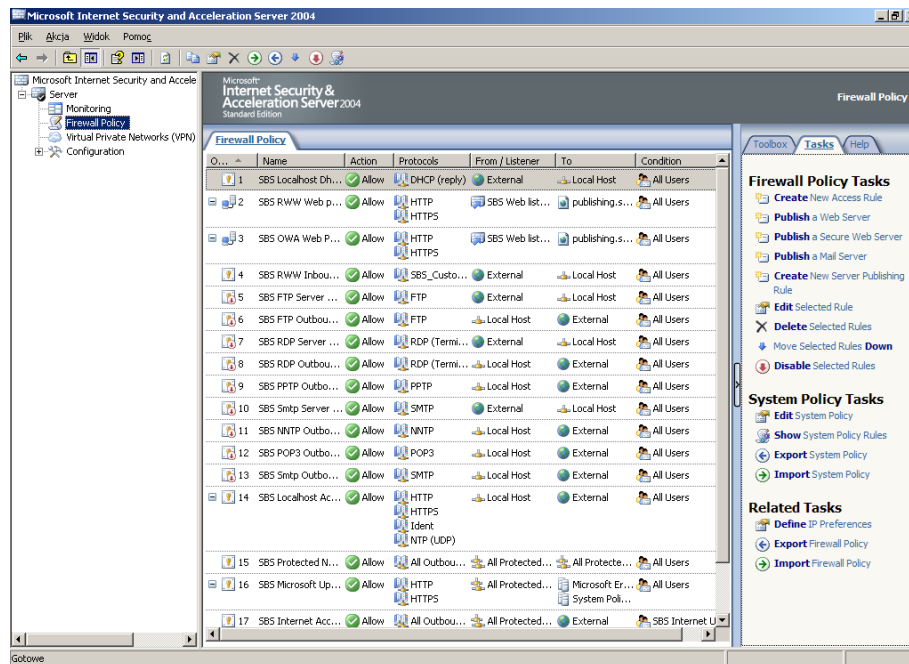 Microsoft Internet Security and Acceleration Server 2004
Plik Akcja Widok Pomoc
Microsoft Internet Security and Accele
Server
Monitoring
Firewall Policy
Virtual Private Networks (VPN)
Configuration
Microsoft
Internet Security &
Acceleration Server 2004
Standard Edition
Firewall Policy
Firewall Policy
O... Name Action Protocols From / Listener To Condition
1 SBS Localhost Dh... Allow DHCP (reply) External Local Host All Users
2 SBS RWW Web p... Allow HTTP SBS Web list... publishing.s... All Users
HTTPS
3 SBS OWA Web P... Allow HTTP SBS Web list... publishing.s... All Users
HTTPS
4 SBS RWW Inbou... Allow SBS_Custo... External Local Host All Users
5 SBS FTP Server ... Allow FTP External Local Host All Users
6 SBS FTP Outbou... Allow FTP Local Host External All Users
7 SBS RDP Server ... Allow RDP (Termi... External Local Host All Users
8 SBS RDP Outbou... Allow RDP (Termi... Local Host External All Users
9 SBS PPTP Outbo... Allow PPTP Local Host External All Users
10 SBS Smtp Server ... Allow SMTP External Local Host All Users
11 SBS NNTP Outbo... Allow NNTP Local Host External All Users
12 SBS POP3 Outbo... Allow POP3 Local Host External All Users
13 SBS Smtp Outbo... Allow SMTP Local Host External All Users
14 SBS Localhost Ac... Allow HTTP Local Host External All Users
HTTPS
Ident
NTP (UDP)
15 SBS Protected N... Allow All Outbou... All Protected... All Protecte... All Users
16 SBS Microsoft Up... Allow HTTP All Protected... Microsoft Er... All Users
HTTPS System Poli...
17 SBS Internet Acc... Allow All Outbou... All Protected... External SBS Internet U
Toolbox Tasks Help
Firewall Policy Tasks
Create New Access Rule
Publish a Web Server
Publish a Secure Web Server
Publish a Mail Server
Create New Server Publishing
Rule
Edit Selected Rule
Delete Selected Rules
Move Selected Rules Down
Disable Selected Rules
System Policy Tasks
Edit System Policy
Show System Policy Rules
Export System Policy
Import System Policy
Related Tasks
Define IP Preferences
Export Firewall Policy
Import Firewall Policy
Gotowe